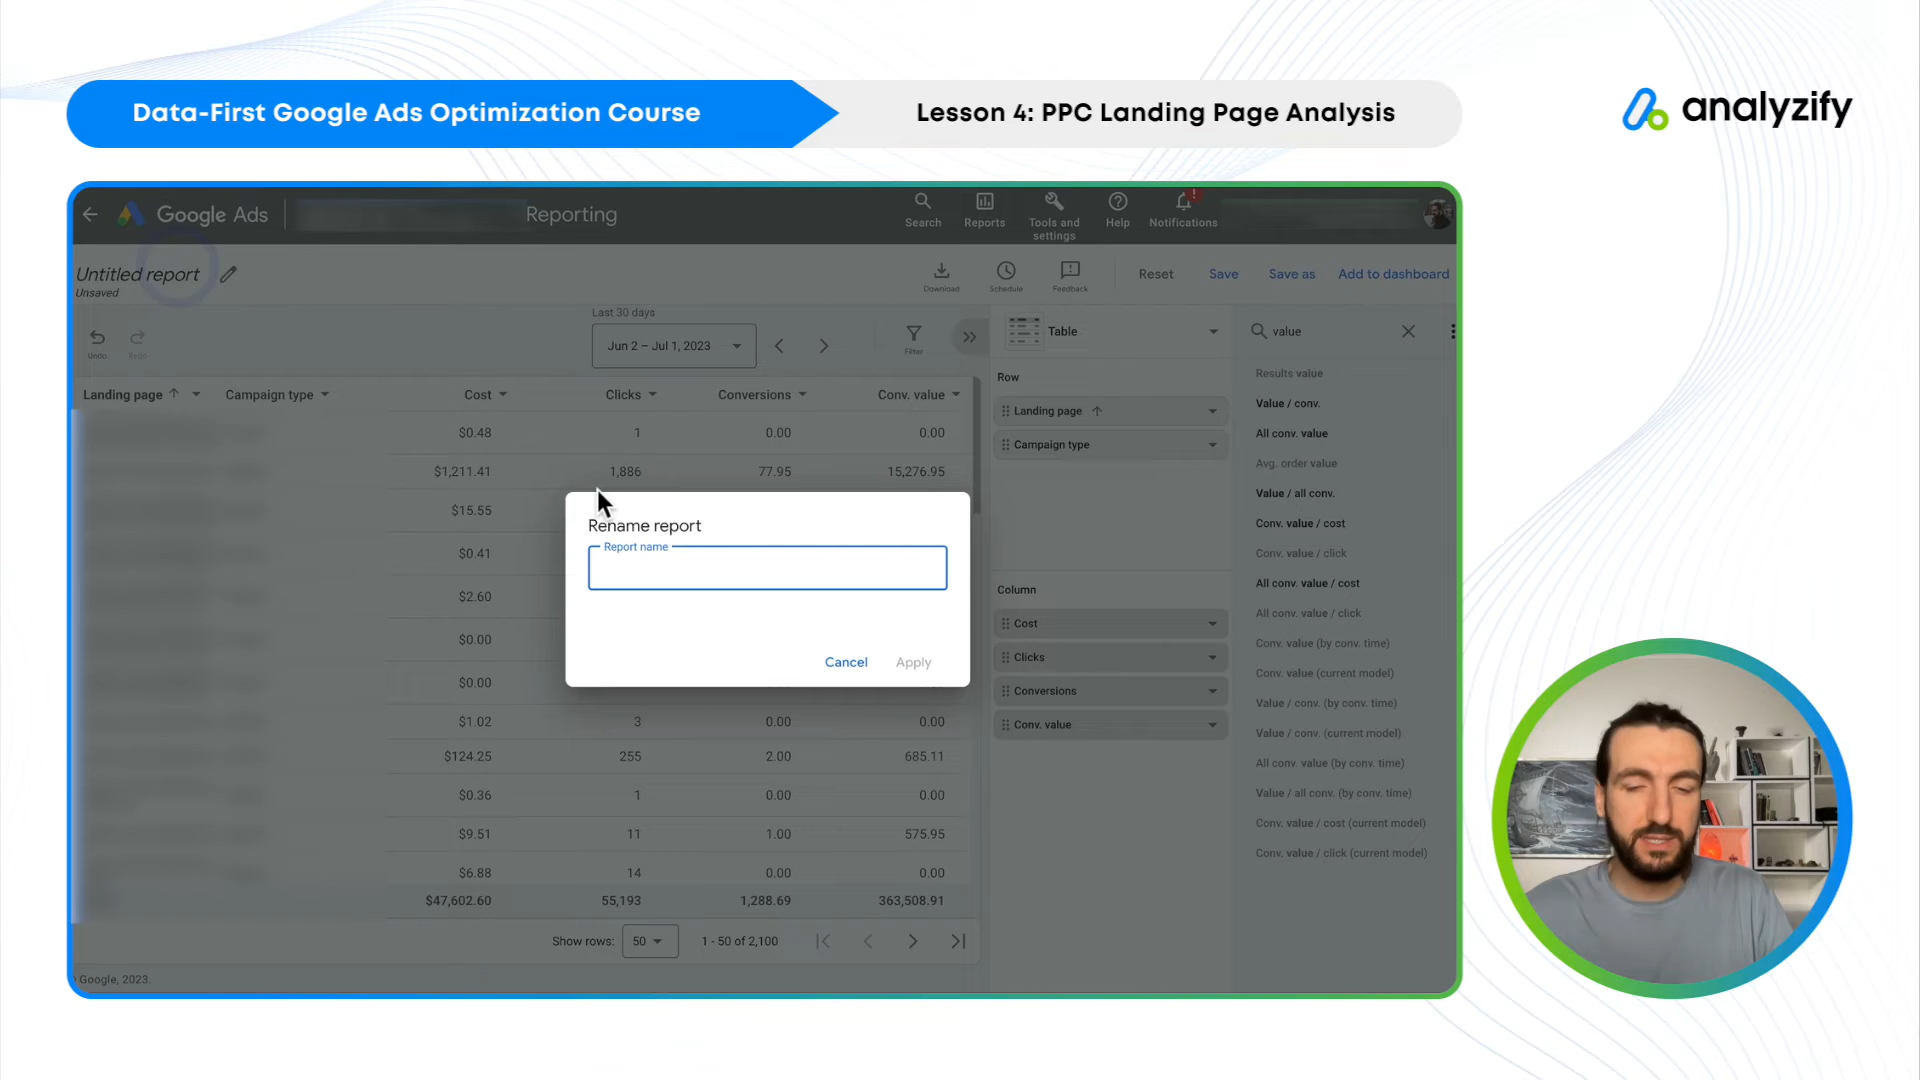 Data-First Google Ads Optimization Course
Lesson 4: PPC Landing Page Analysis
analyzify
Google Ads
Reporting
Search
Reports
Tools and settings
Help
Notifications
!
Untitled report
Unsaved
Download
Schedule
Feedback
Reset
Save
Save as
Add to dashboard
Undo
Redo
Last 30 days
Jun 2 – Jul 1, 2023
Filter
Landing page
Campaign type
Cost
Clicks
Conversions
Conv. value
$0.48 1 0.00 0.00
$1,211.41 1,886 77.95 15,276.95
$15.55
$0.41
$2.60
$0.00
$0.00
$1.02 3 0.00 0.00
$124.25 255 2.00 685.11
$0.36 1 0.00 0.00
$9.51 11 1.00 575.95
$6.88 14 0.00 0.00
$47,602.60 55,193 1,288.69 363,508.91
Show rows: 50 1 - 50 of 2,100
Google, 2023.
Rename report
Report name
Cancel
Apply
Table
Row
Landing page
Campaign type
Column
Cost
Clicks
Conversions
Conv. value
value
Results value
Value / conv.
All conv. value
Avg. order value
Value / all conv.
Conv. value / cost
Conv. value / click
All conv. value / cost
All conv. value / click
Conv. value (by conv. time)
Conv. value (current model)
Value / conv. (by conv. time)
Value / conv. (current model)
All conv. value (by conv. time)
Value / all conv. (by conv. time)
Conv. value / cost (current model)
Conv. value / click (current model)